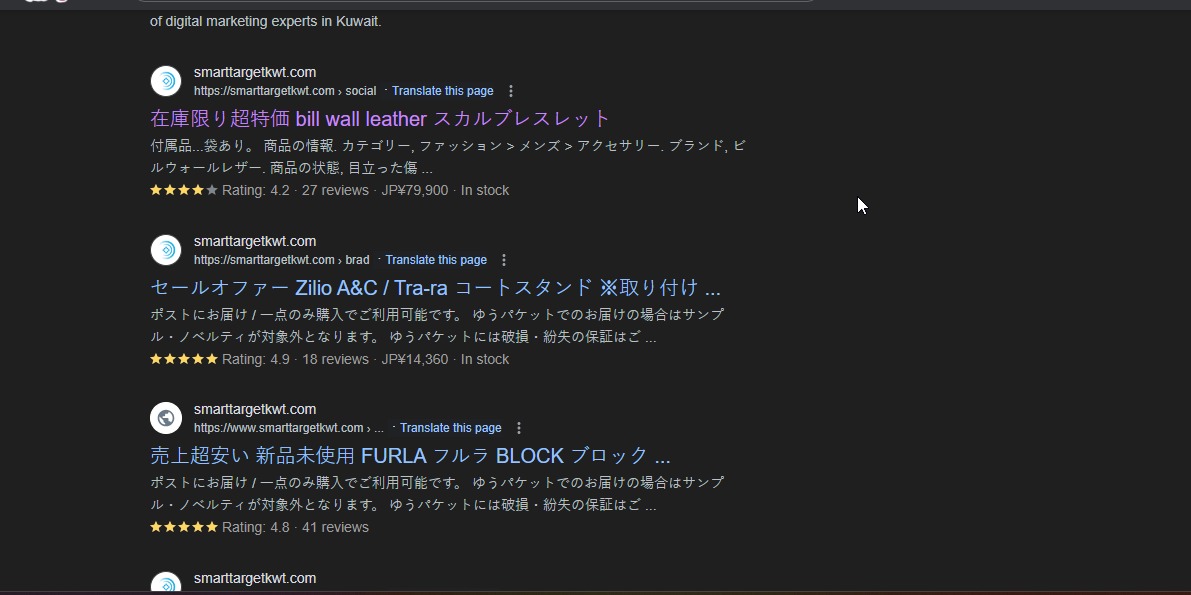 of digital marketing experts in Kuwait.
smarttargetkwt.com
https://smarttargetkwt.com › social · Translate this page
在庫限り超特価 bill wall leather スカルブレスレット
付属品...袋あり。 商品の情報. カテゴリー, ファッション > メンズ > アクセサリー. ブランド, ビ
ルウォールレザー. 商品の状態, 目立った傷 ...
Rating: 4.2 · 27 reviews · JP¥79,900 · In stock
smarttargetkwt.com
https://smarttargetkwt.com › brad · Translate this page
セールオファー Zilio A&C / Tra-ra コートスタンド ※取り付け ...
ポストにお届け / 一点のみ購入でご利用可能です。 ゆうパケットでのお届けの場合はサンプ
ル・ノベルティが対象外となります。 ゆうパケットには破損・紛失の保証はご ...
Rating: 4.9 · 18 reviews · JP¥14,360 · In stock
smarttargetkwt.com
https://www.smarttargetkwt.com › ... · Translate this page
売上超安い 新品未使用 FURLA フルラ BLOCK ブロック ...
ポストにお届け / 一点のみ購入でご利用可能です。 ゆうパケットでのお届けの場合はサンプ
ル・ノベルティが対象外となります。 ゆうパケットには破損・紛失の保証はご ...
Rating: 4.8 · 41 reviews
smarttargetkwt.com